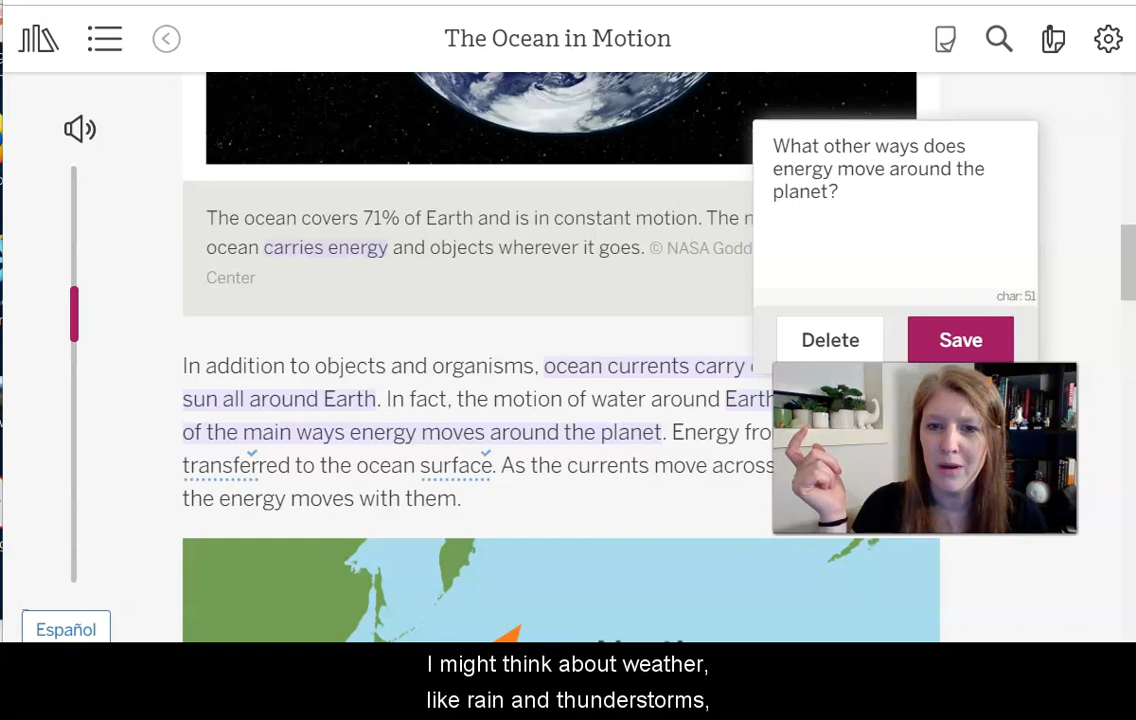 The Ocean in Motion
What other ways does
energy move around the
planet?
char: 51
Delete
Save
The ocean covers 71% of Earth and is in constant motion. The
ocean carries energy and objects wherever it goes. © NASA
Center
In addition to objects and organisms, ocean currents carry
sun all around Earth. In fact, the motion of water around Earth
of the main ways energy moves around the planet. Energy
transferred to the ocean surface. As the currents move across
the energy moves with them.
Español
I might think about weather,
like rain and thunderstorms,